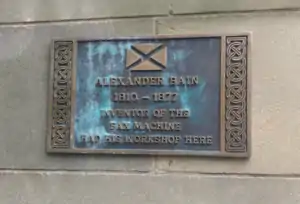 ALEXANDER BAIN
1810 - 1877
INVENTOR OF THE
FAX MACHINE
HAD HIS WORKSHOP HERE